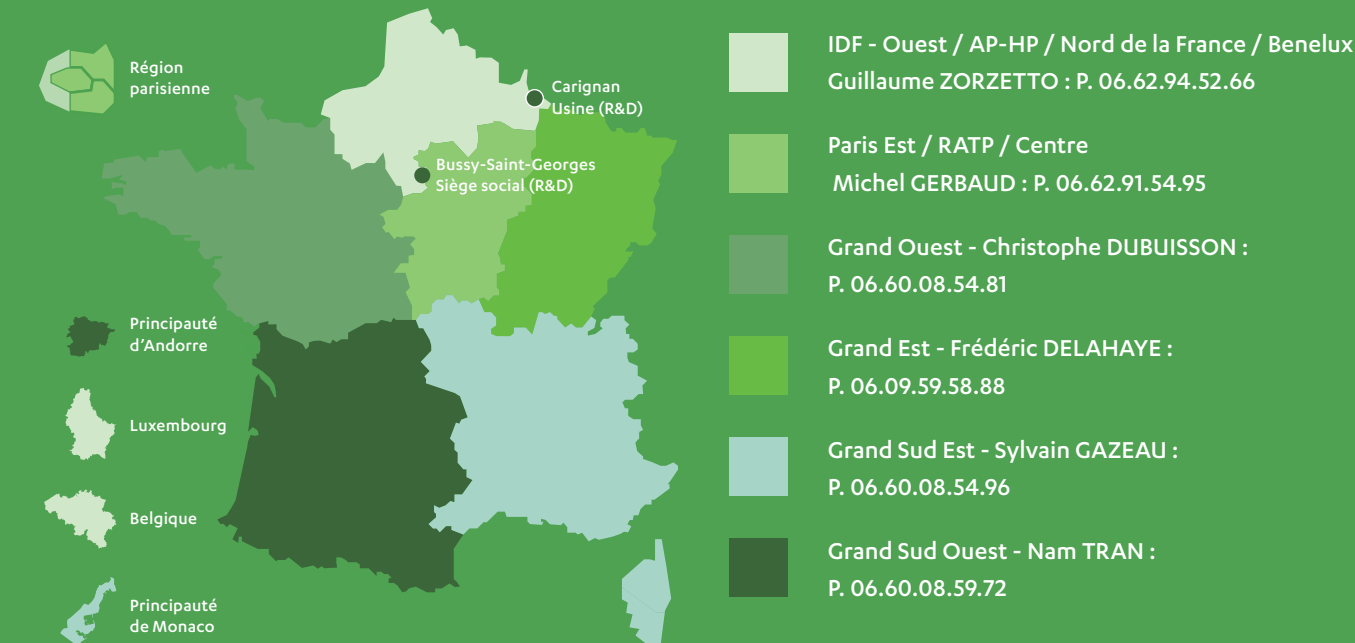 Région
parisienne
Carignan
Usine (R&D)
Bussy-Saint-Georges
Siège social (R&D)
Principauté
d'Andorre
Luxembourg
Belgique
Principauté
de Monaco
IDF - Ouest / AP-HP / Nord de la France / Benelux
Guillaume ZORZETTO : P. 06.62.94.52.66
Paris Est / RATP / Centre
Michel GERBAUD : P. 06.62.91.54.95
Grand Ouest - Christophe DUBUISSON :
P. 06.60.08.54.81
Grand Est - Frédéric DELAHAYE :
P. 06.09.59.58.88
Grand Sud Est - Sylvain GAZEAU :
P. 06.60.08.54.96
Grand Sud Ouest - Nam TRAN :
P. 06.60.08.59.72